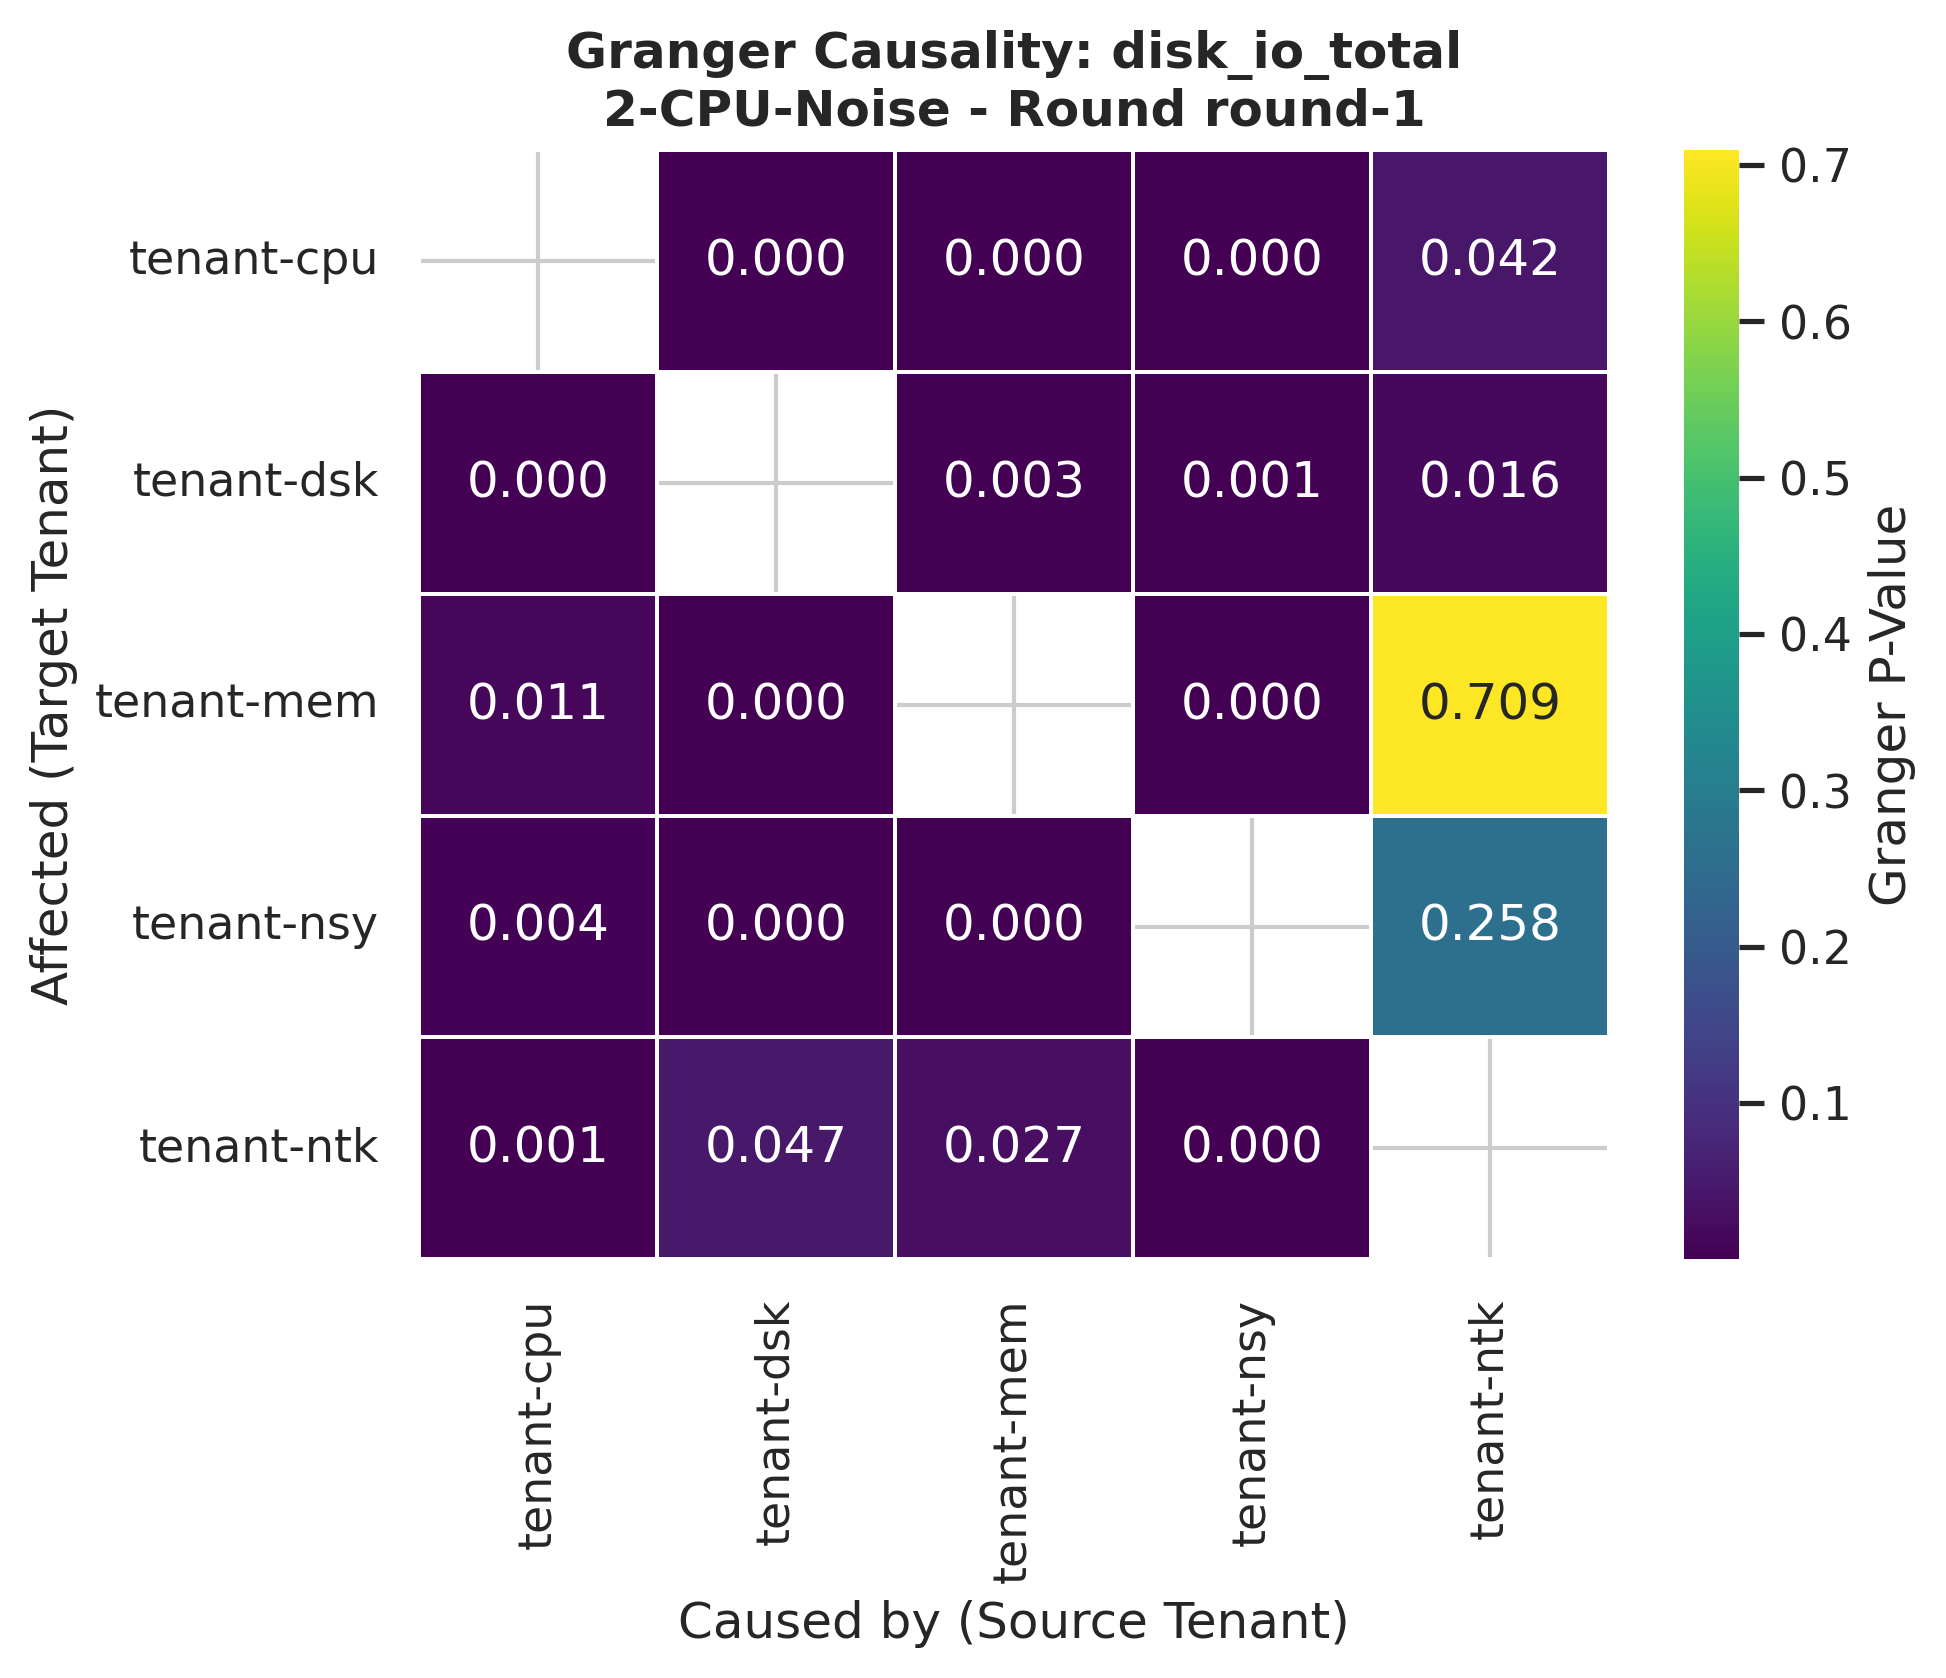 Granger Causality: disk_io_total
2-CPU-Noise - Round round-1
Affected (Target Tenant)
tenant-cpu
0.000
0.000
0.000
0.042
tenant-dsk
0.000
0.003
0.001
0.016
tenant-mem
0.011
0.000
0.000
0.709
tenant-nsy
0.004
0.000
0.000
0.258
tenant-ntk
0.001
0.047
0.027
0.000
tenant-cpu
tenant-dsk
tenant-mem
tenant-nsy
tenant-ntk
Caused by (Source Tenant)
0.7
0.6
0.5
0.4
0.3
0.2
0.1
Granger P-Value